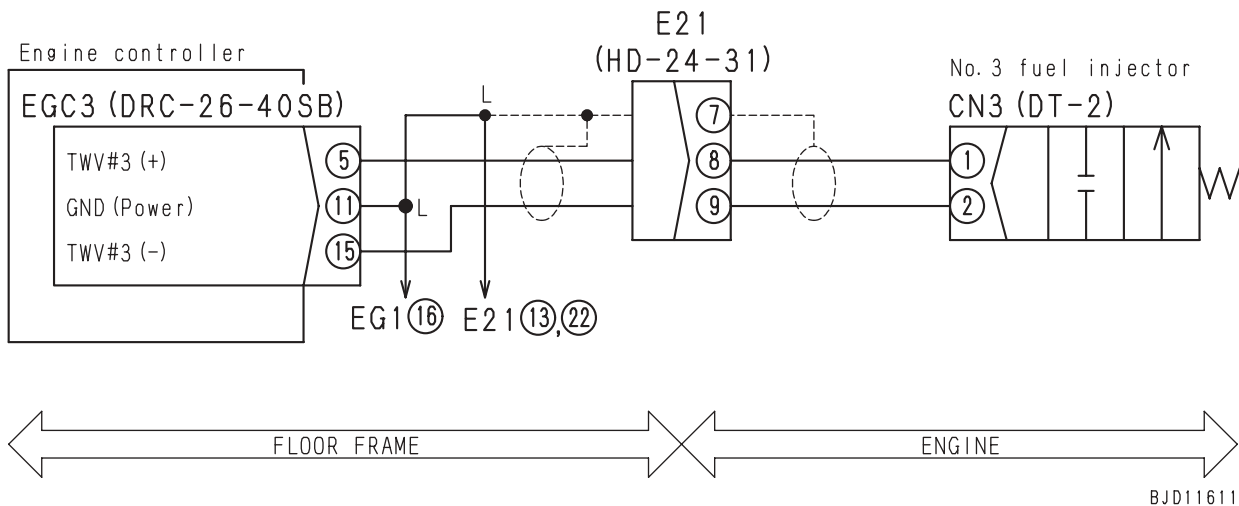 E21
(HD-24-31)
Engine controller
No. 3 fuel injector
EGC3 (DRC-26-40SB)
CN3 (DT-2)
L
7
TWV#3 (+)
5
8
1
GND (Power)
11
L
9
2
TWV#3 (-)
15
EG1 16
E21 13, 22
FLOOR FRAME
ENGINE
BJD11611